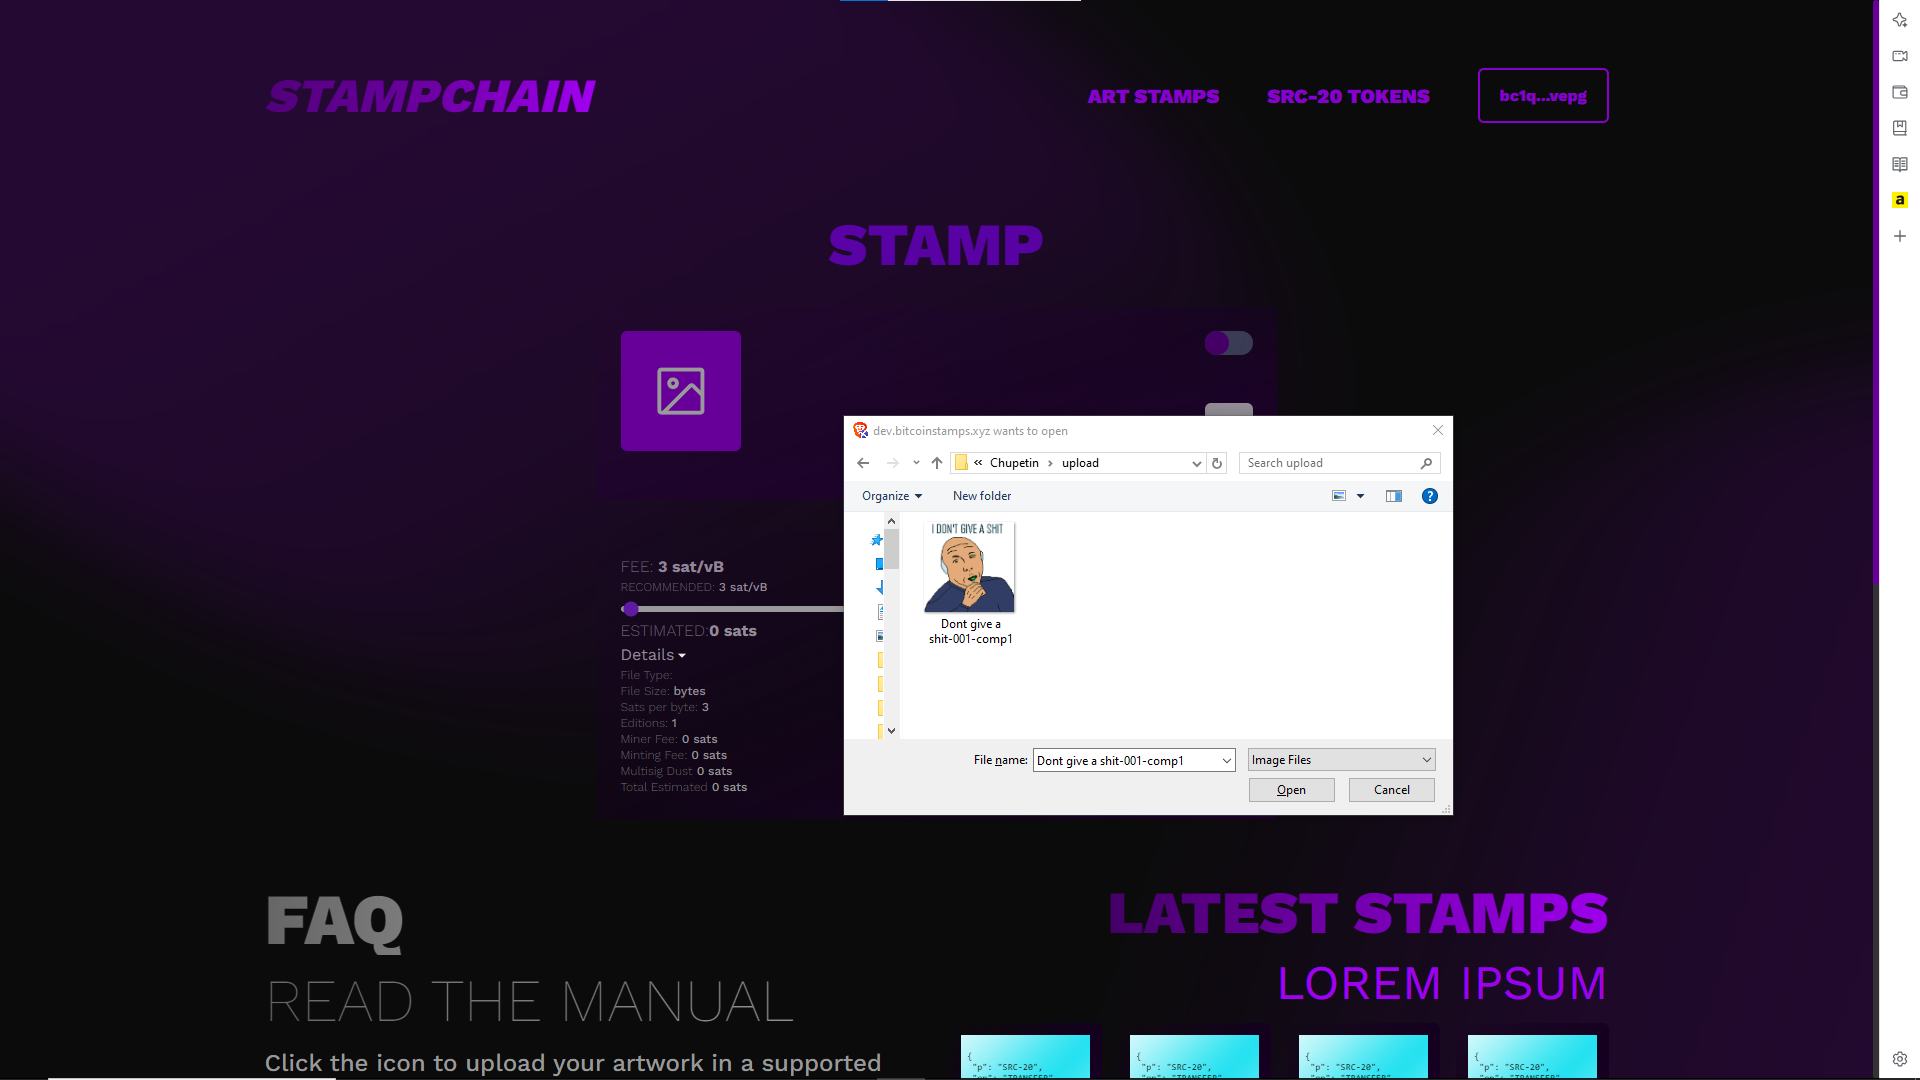 STAMPCHAIN
ART STAMPS
SRC-20 TOKENS
bc1q...vepg
STAMP
dev.bitcoinstamps.xyz wants to open
« Chupetin › upload
Search upload
Organize
New folder
I DON'T GIVE A SHIT
Dont give a
shit-001-comp1
File name:
Dont give a shit-001-comp1
Image Files
Open
Cancel
FEE: 3 sat/vB
RECOMMENDED: 3 sat/vB
ESTIMATED:0 sats
Details
File Type:
File Size: bytes
Sats per byte: 3
Editions: 1
Miner Fee: 0 sats
Minting Fee: 0 sats
Multisig Dust 0 sats
Total Estimated 0 sats
FAQ
READ THE MANUAL
Click the icon to upload your artwork in a supported
LATEST STAMPS
LOREM IPSUM
{
"p": "SRC-20",
{
"p": "SRC-20",
{
"p": "SRC-20",
{
"p": "SRC-20",
a